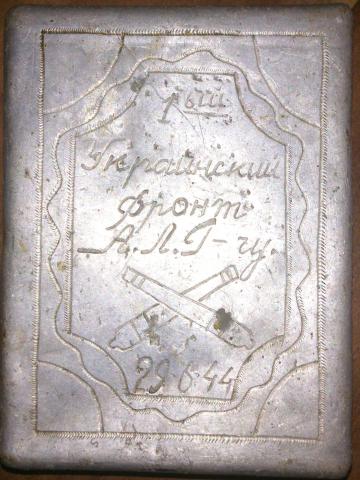 1ый
Украинский
фронт
А.Л.Г-чу.
29-6-44